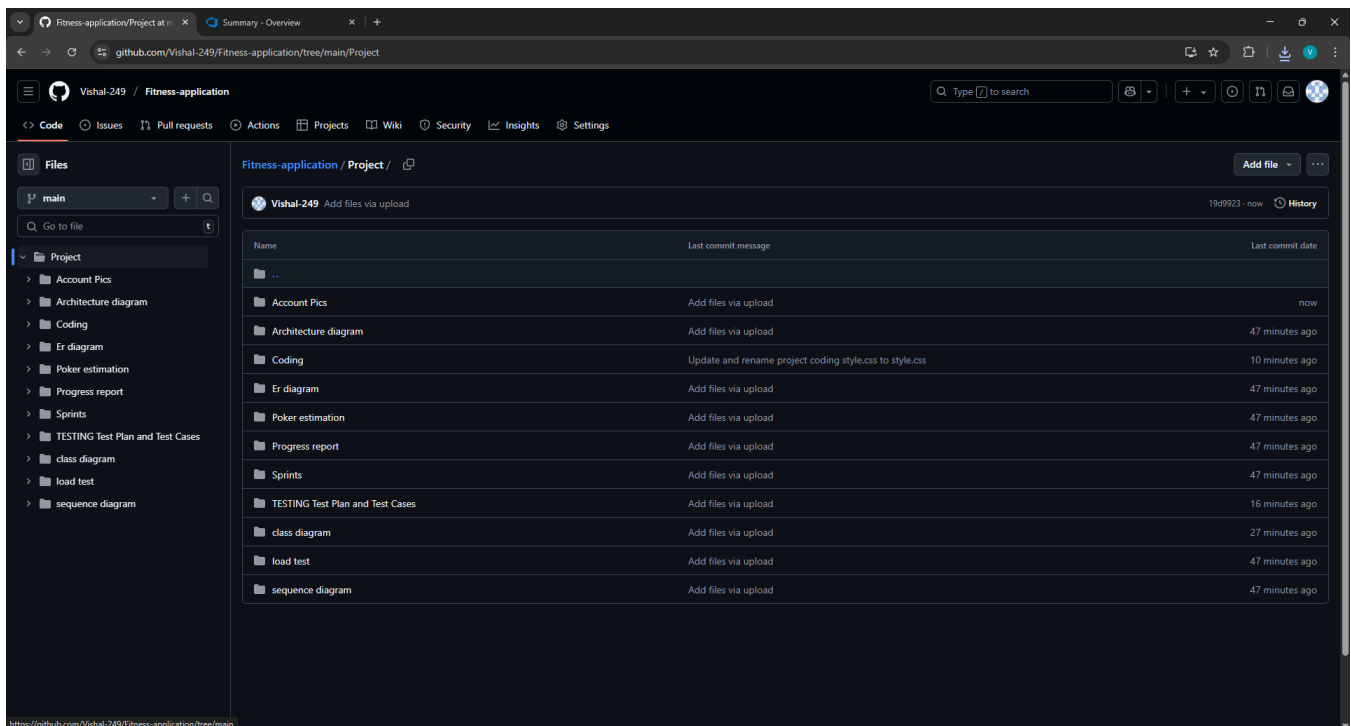 Fitness-application/Project at m
Summary - Overview
github.com/Vishal-249/Fitness-application/tree/main/Project
V
Vishal-249 / Fitness-application
Type / to search
Code Issues Pull requests Actions Projects Wiki Security Insights Settings
Files
Fitness-application / Project /
Add file
main
Vishal-249 Add files via upload
19d9923 · now History
Go to file
t
Name Last commit message Last commit date
Project
..
Account Pics
Architecture diagram
Coding
Er diagram
Poker estimation
Progress report
Sprints
TESTING Test Plan and Test Cases
class diagram
load test
sequence diagram
Account Pics Add files via upload now
Architecture diagram Add files via upload 47 minutes ago
Coding Update and rename project coding style.css to style.css 10 minutes ago
Er diagram Add files via upload 47 minutes ago
Poker estimation Add files via upload 47 minutes ago
Progress report Add files via upload 47 minutes ago
Sprints Add files via upload 47 minutes ago
TESTING Test Plan and Test Cases Add files via upload 16 minutes ago
class diagram Add files via upload 27 minutes ago
load test Add files via upload 47 minutes ago
sequence diagram Add files via upload 47 minutes ago
https://github.com/Vishal-249/Fitness-application/tree/main